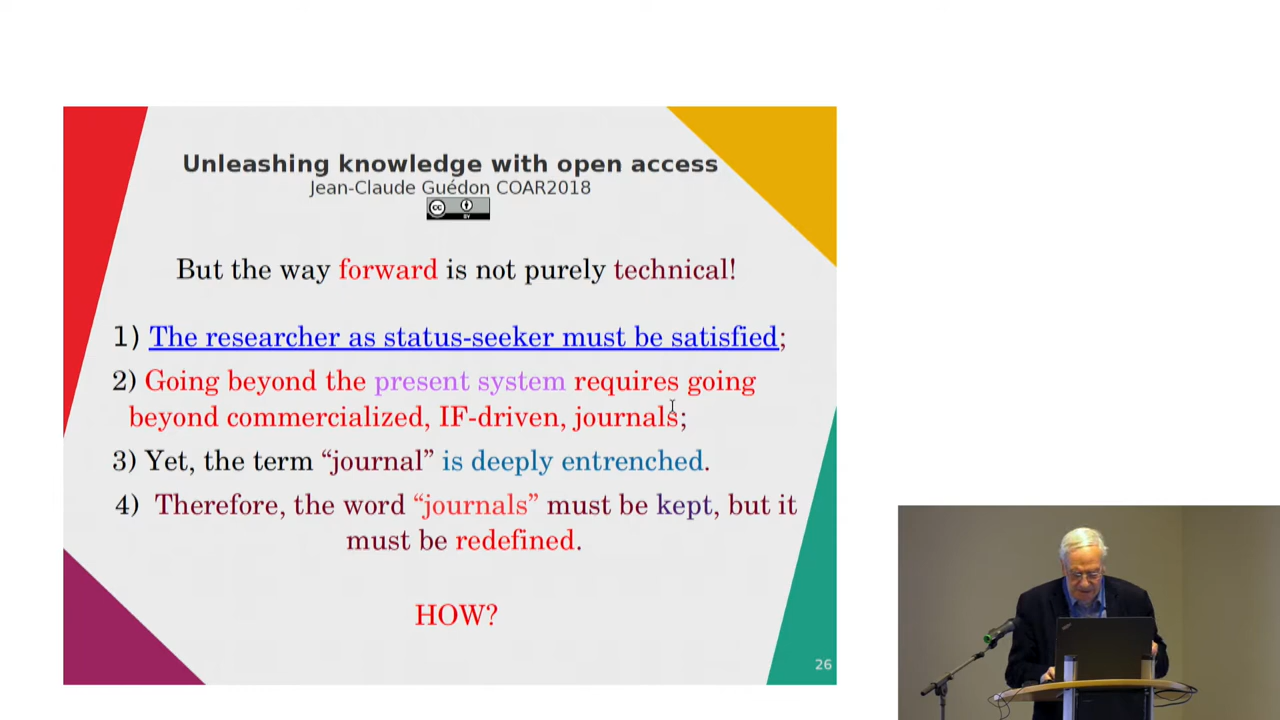 Unleashing knowledge with open access
Jean-Claude Guédon COAR2018
cc
BY
But the way forward is not purely technical!
1) The researcher as status-seeker must be satisfied;
2) Going beyond the present system requires going
beyond commercialized, IF-driven, journals;
3) Yet, the term “journal” is deeply entrenched.
4) Therefore, the word “journals” must be kept, but it
must be redefined.
HOW?
26